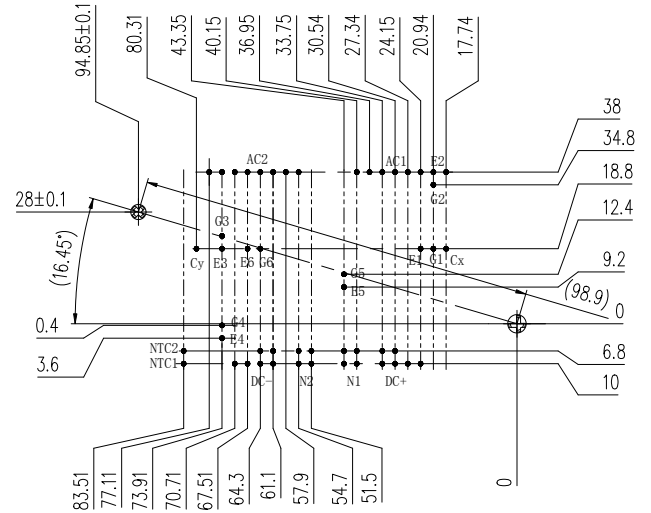 94.85±0.1
80.31
43.35
40.15
36.95
33.75
30.54
27.34
24.15
20.94
17.74
38
34.8
18.8
12.4
9.2
0
6.8
10
28±0.1
(16.45°)
0.4
3.6
(98.9)
AC2
AC1
E2
G2
G3
Cy
E3
E6
G6
E1
G1
Cx
G5
E5
G4
E4
NTC2
NTC1
DC-
N2
N1
DC+
83.51
77.11
73.91
70.71
67.51
64.3
61.1
57.9
54.7
51.5
0